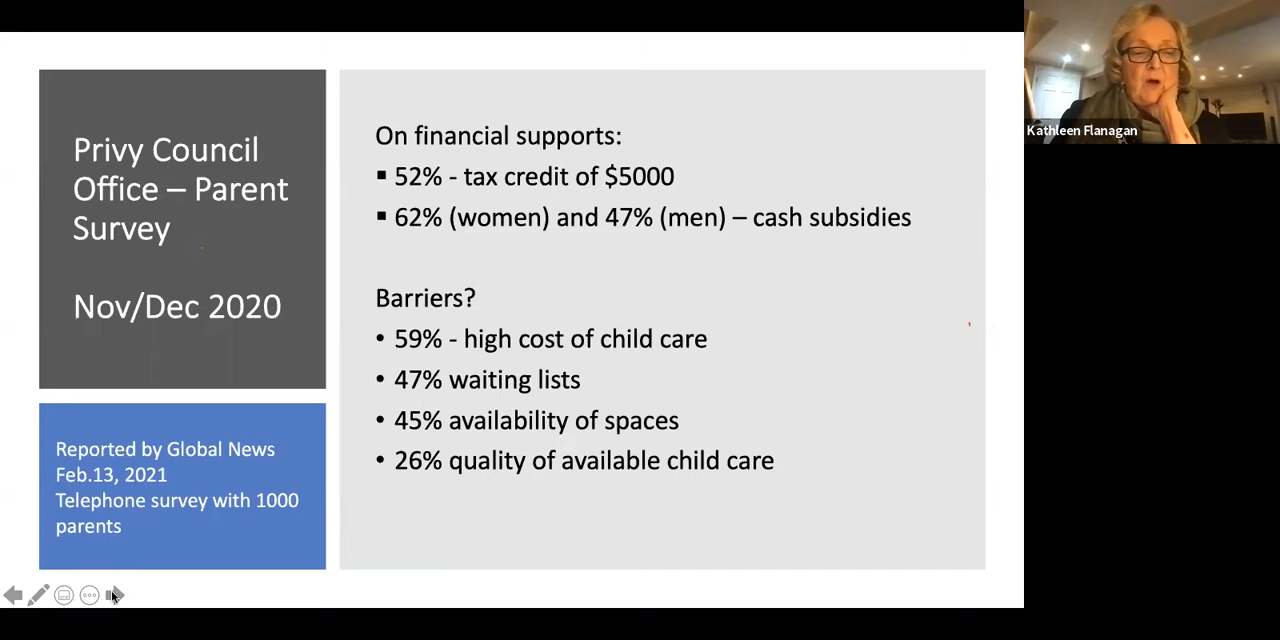 Privy Council
Office – Parent
Survey
Nov/Dec 2020
Reported by Global News
Feb.13, 2021
Telephone survey with 1000
parents
On financial supports:
▪ 52% - tax credit of $5000
▪ 62% (women) and 47% (men) – cash subsidies
Barriers?
• 59% - high cost of child care
• 47% waiting lists
• 45% availability of spaces
• 26% quality of available child care
Kathleen Flanagan